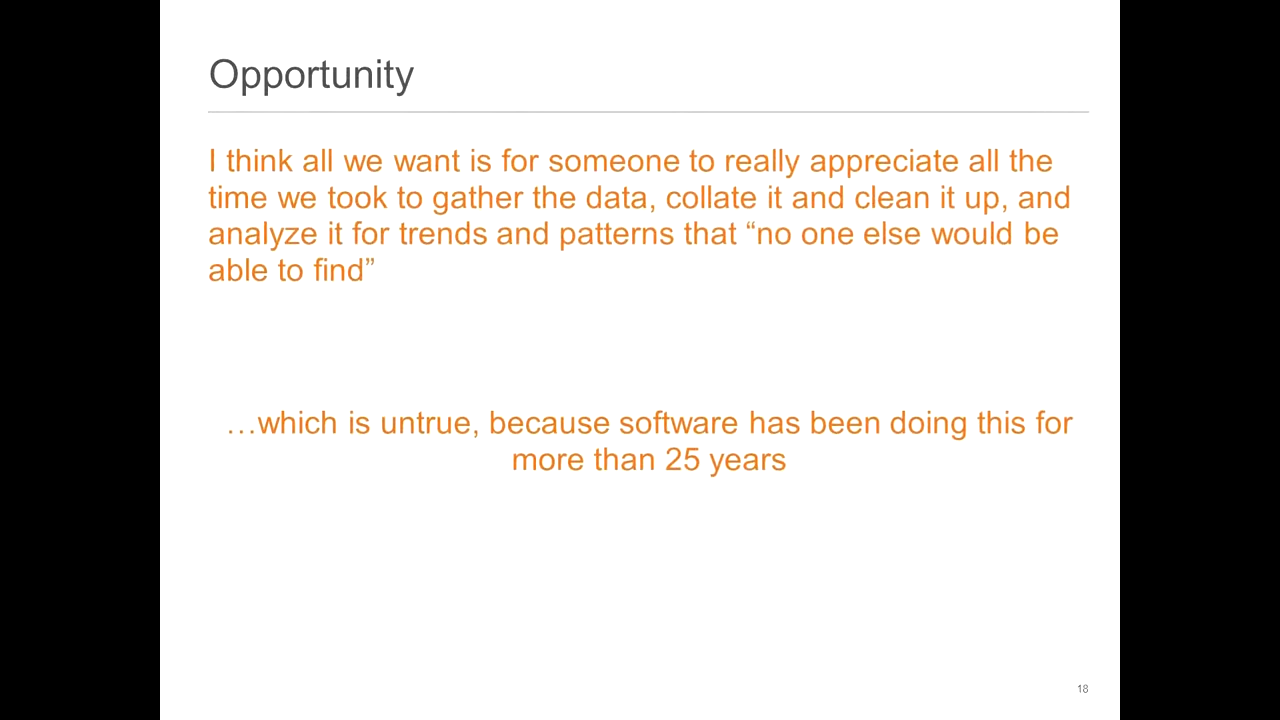 Opportunity
I think all we want is for someone to really appreciate all the
time we took to gather the data, collate it and clean it up, and
analyze it for trends and patterns that “no one else would be
able to find”
…which is untrue, because software has been doing this for
more than 25 years
18